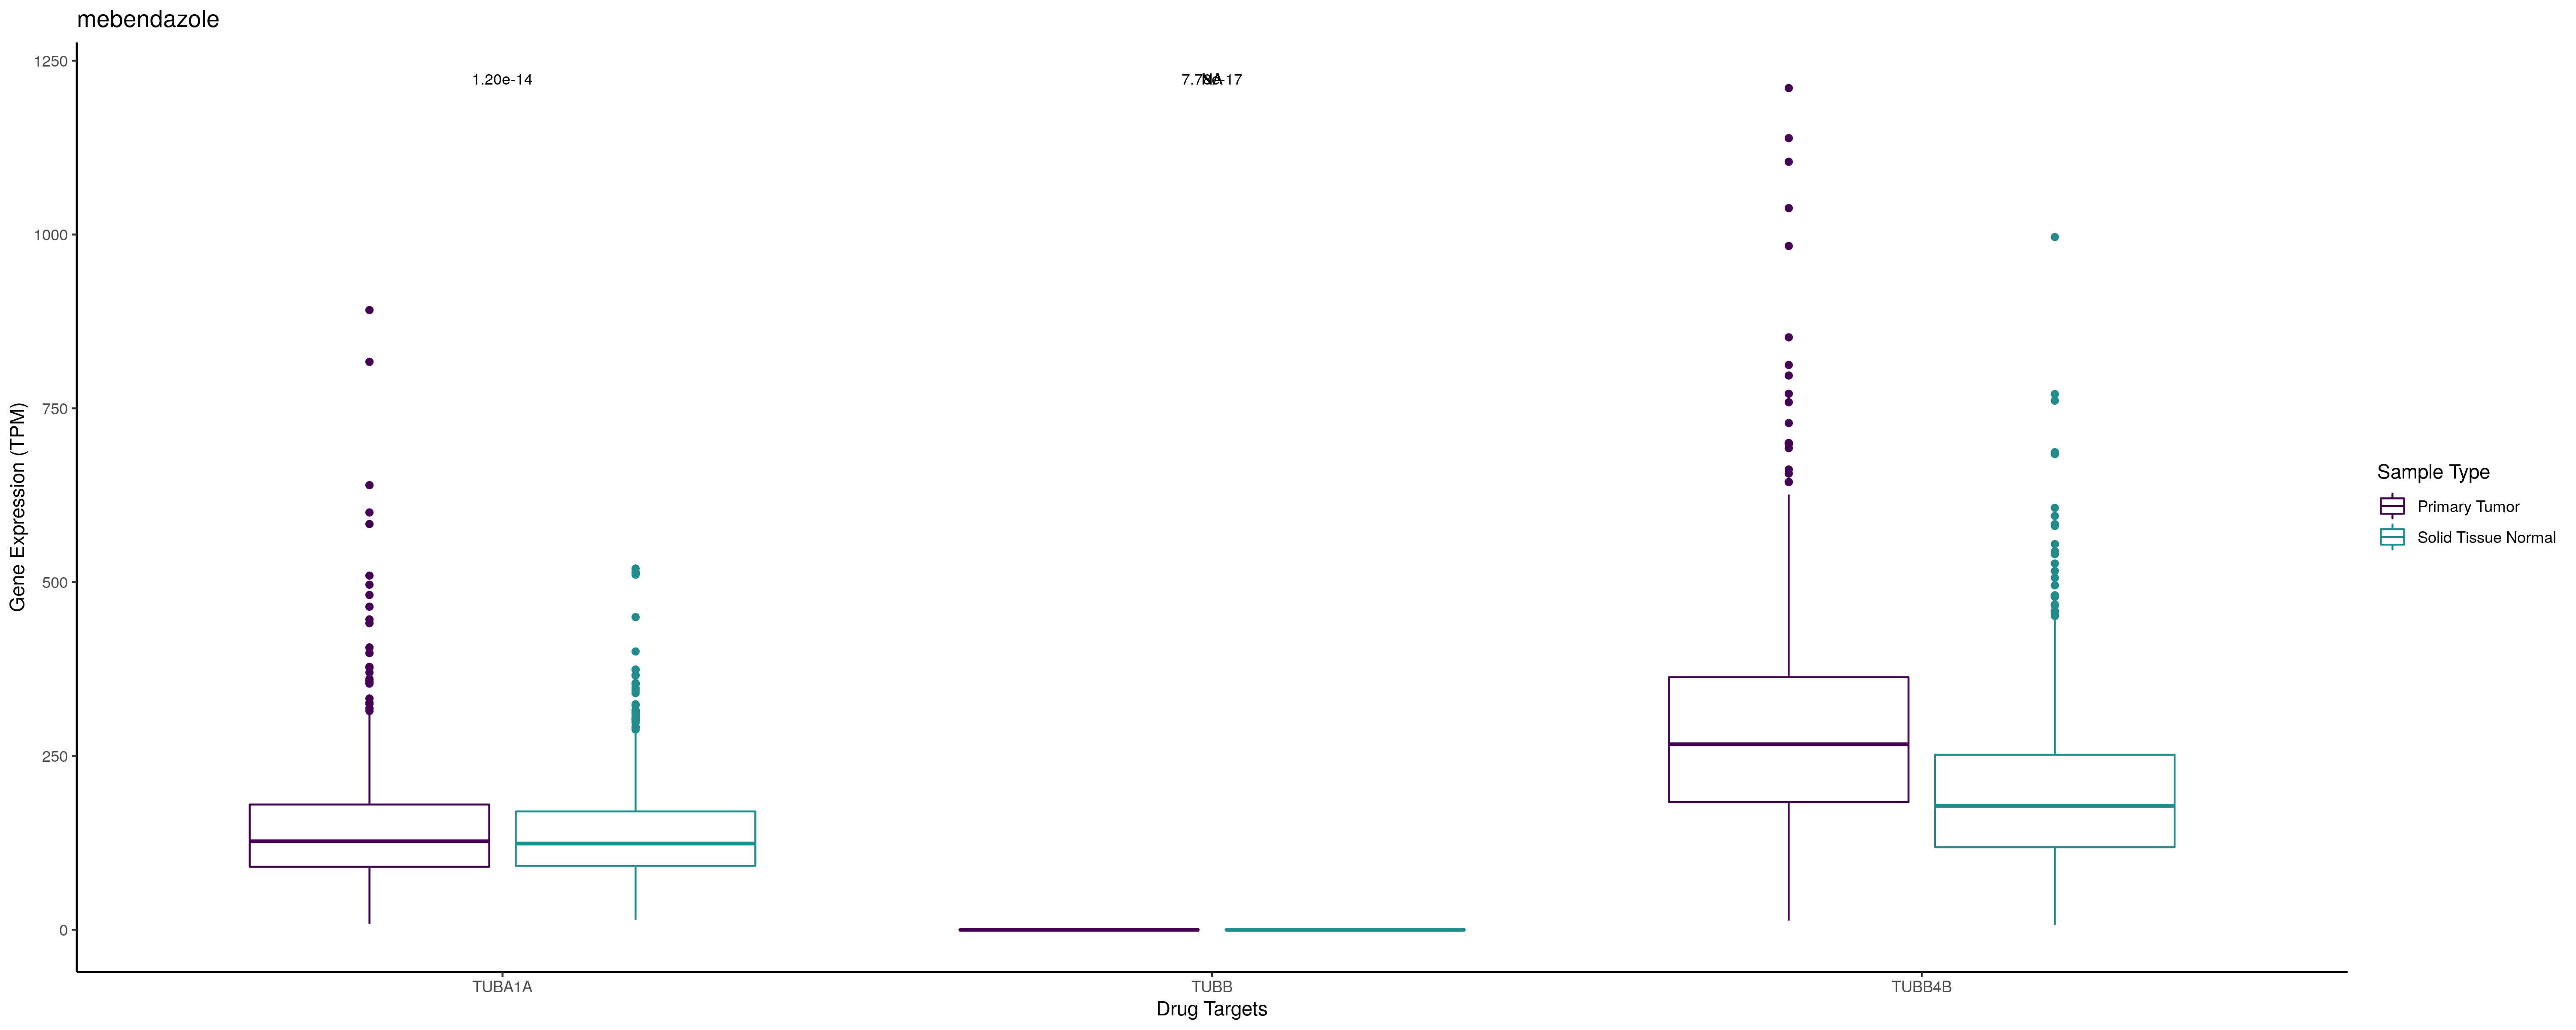 mebendazole
1250
1000
750
500
250
0
Gene Expression (TPM)
1.20e-14
NA
TUBA1A
TUBB
TUBB4B
Drug Targets
Sample Type
Primary Tumor
Solid Tissue Normal